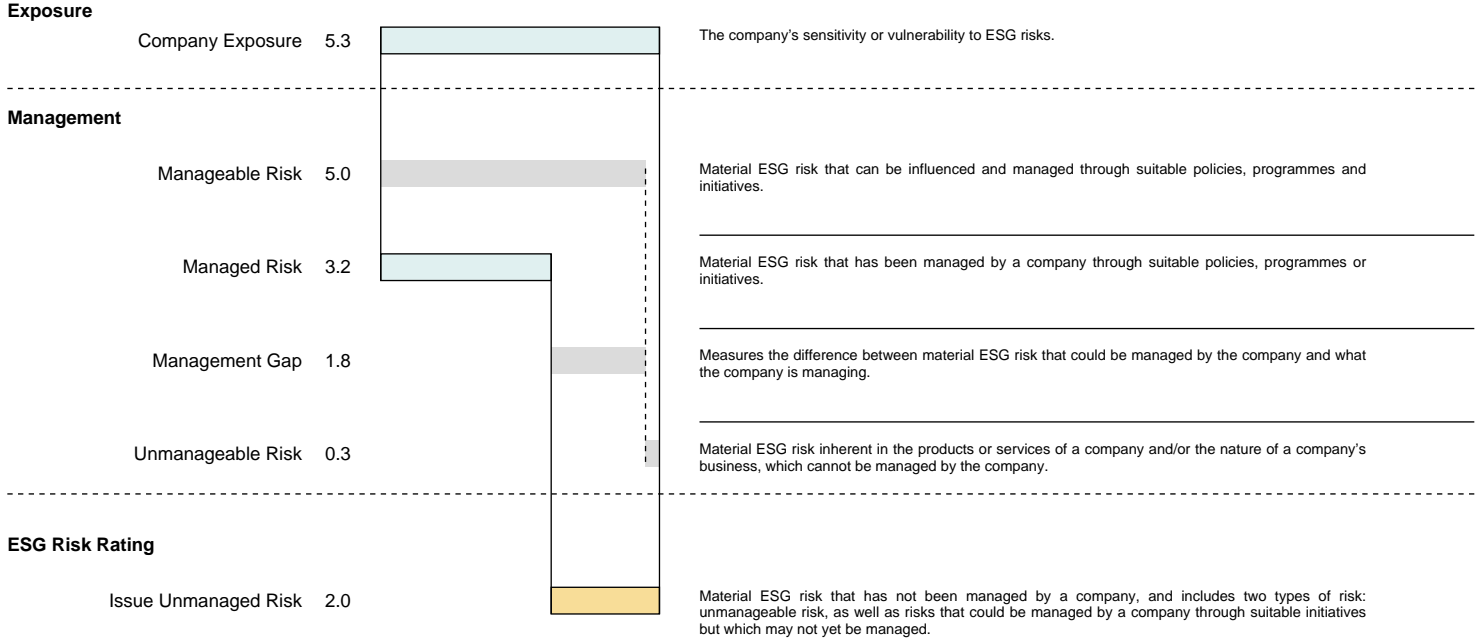 Exposure
Company Exposure 5.3
The company’s sensitivity or vulnerability to ESG risks.
Management
Manageable Risk 5.0
Material ESG risk that can be influenced and managed through suitable policies, programmes and
initiatives.
Managed Risk 3.2
Material ESG risk that has been managed by a company through suitable policies, programmes or
initiatives.
Management Gap 1.8
Measures the difference between material ESG risk that could be managed by the company and what
the company is managing.
Unmanageable Risk 0.3
Material ESG risk inherent in the products or services of a company and/or the nature of a company’s
business, which cannot be managed by the company.
ESG Risk Rating
Issue Unmanaged Risk 2.0
Material ESG risk that has not been managed by a company, and includes two types of risk:
unmanageable risk, as well as risks that could be managed by a company through suitable initiatives
but which may not yet be managed.